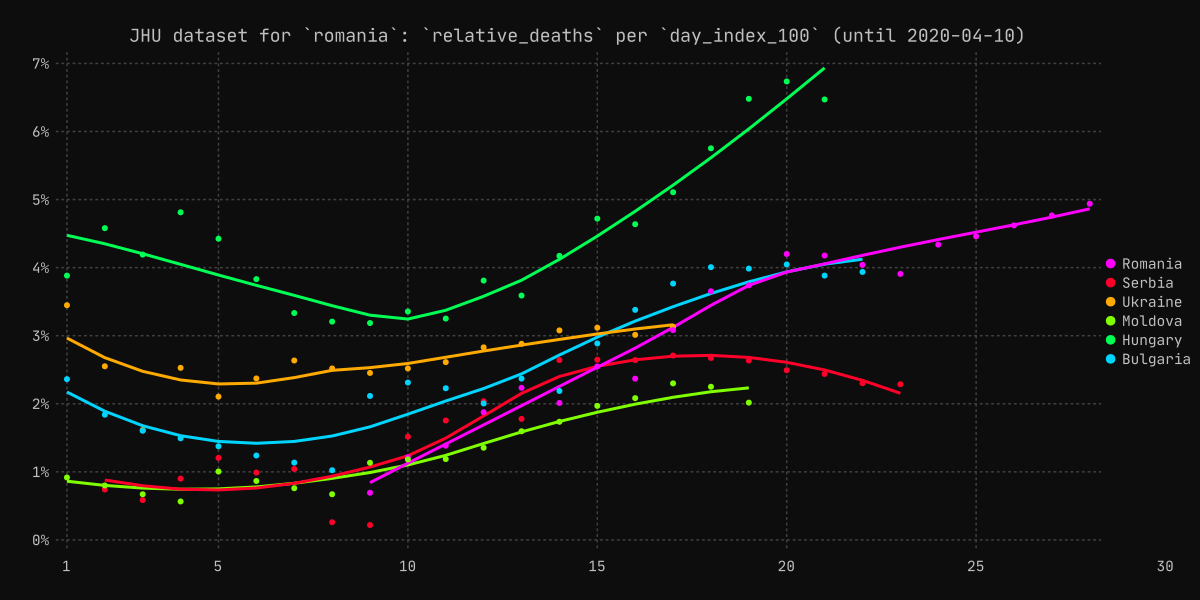 JHU dataset for `romania`: `relative_deaths` per `day_index_100` (until 2020-04-10)
7%
6%
5%
4%
3%
2%
1%
0%
1 5 10 15 20 25 30
Romania
Serbia
Ukraine
Moldova
Hungary
Bulgaria